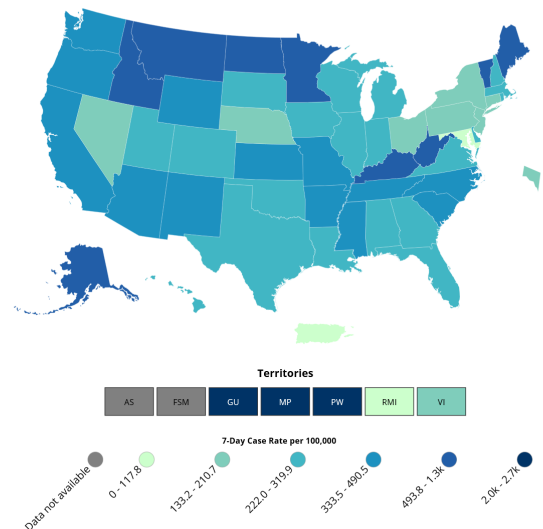 Territories
AS FSM GU MP PW RMI VI
7-Day Case Rate per 100,000
Data not available
0 - 117.8
133.2 - 210.7
222.0 - 319.9
333.5 - 490.5
493.8 - 1.3k
2.0k - 2.7k